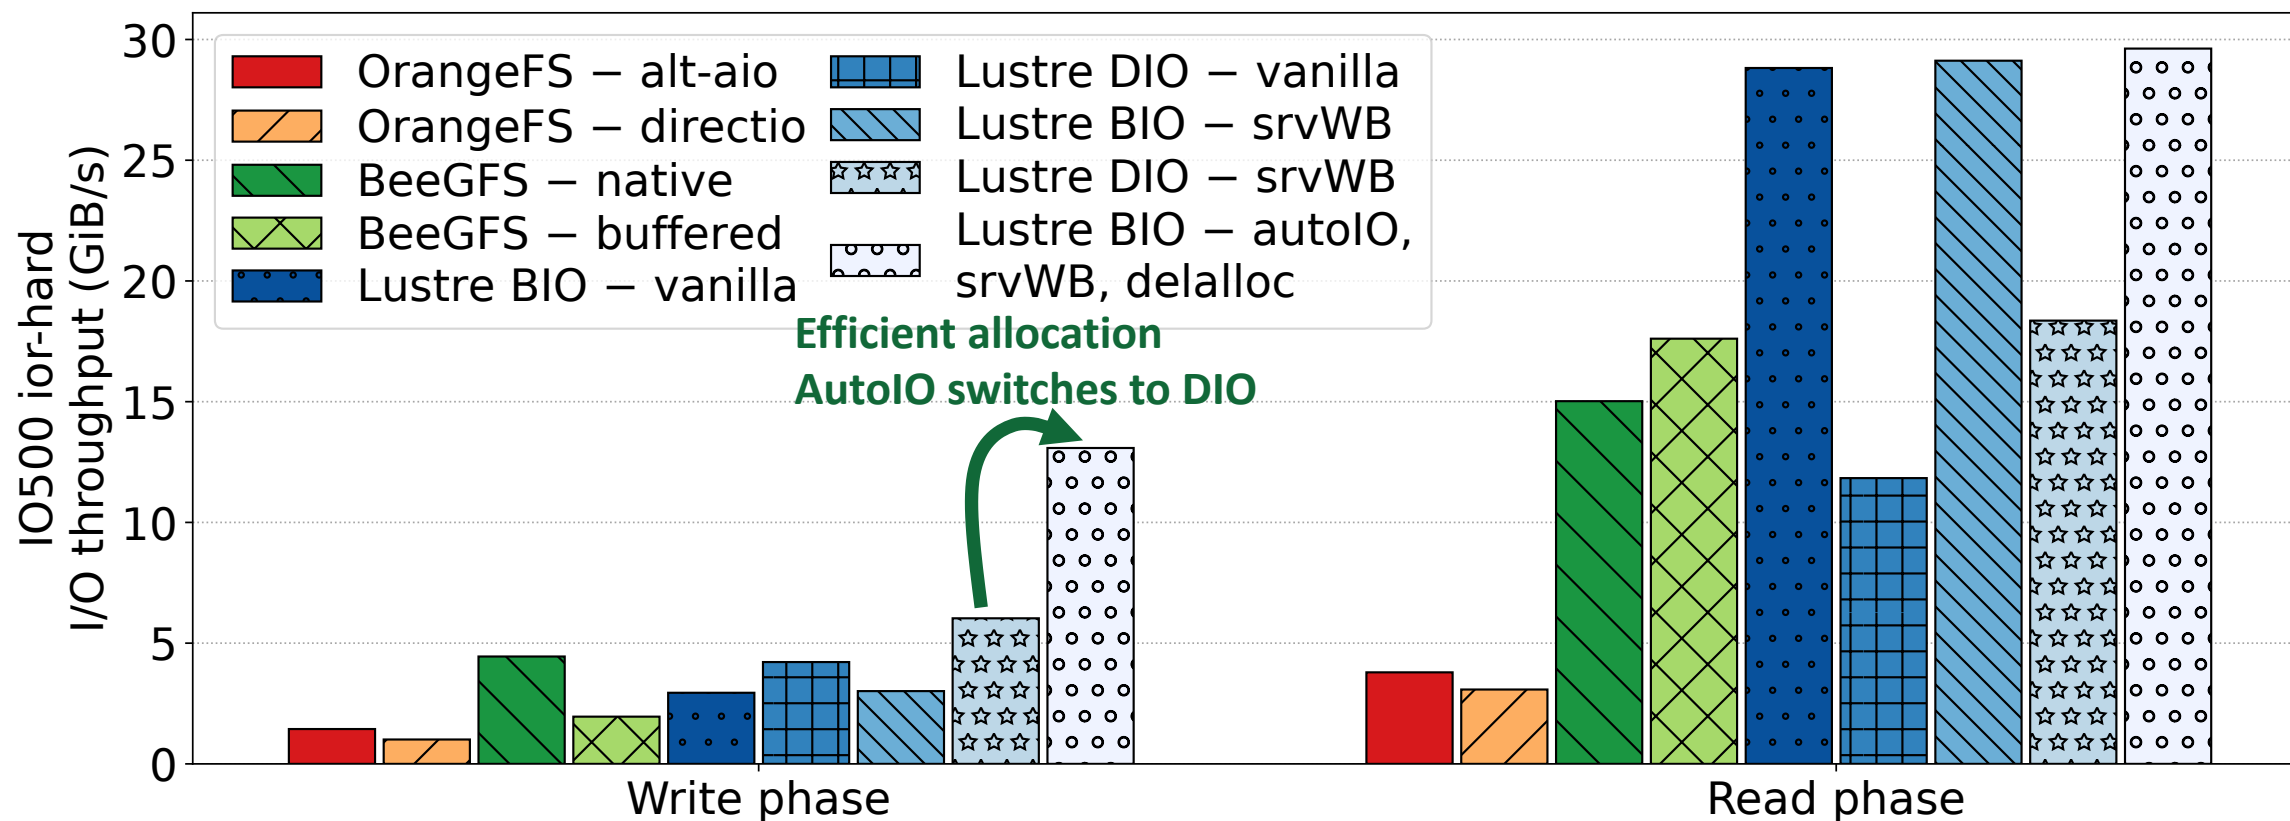 IO500 ior-hard
I/O throughput (GiB/s)
30
25
20
15
10
5
0
OrangeFS − alt-aio
OrangeFS − directio
BeeGFS − native
BeeGFS − buffered
Lustre BIO − vanilla
Lustre DIO − vanilla
Lustre BIO − srvWB
Lustre DIO − srvWB
Lustre BIO − autoIO,
srvWB, delalloc
Efficient allocation
AutoIO switches to DIO
Write phase
Read phase